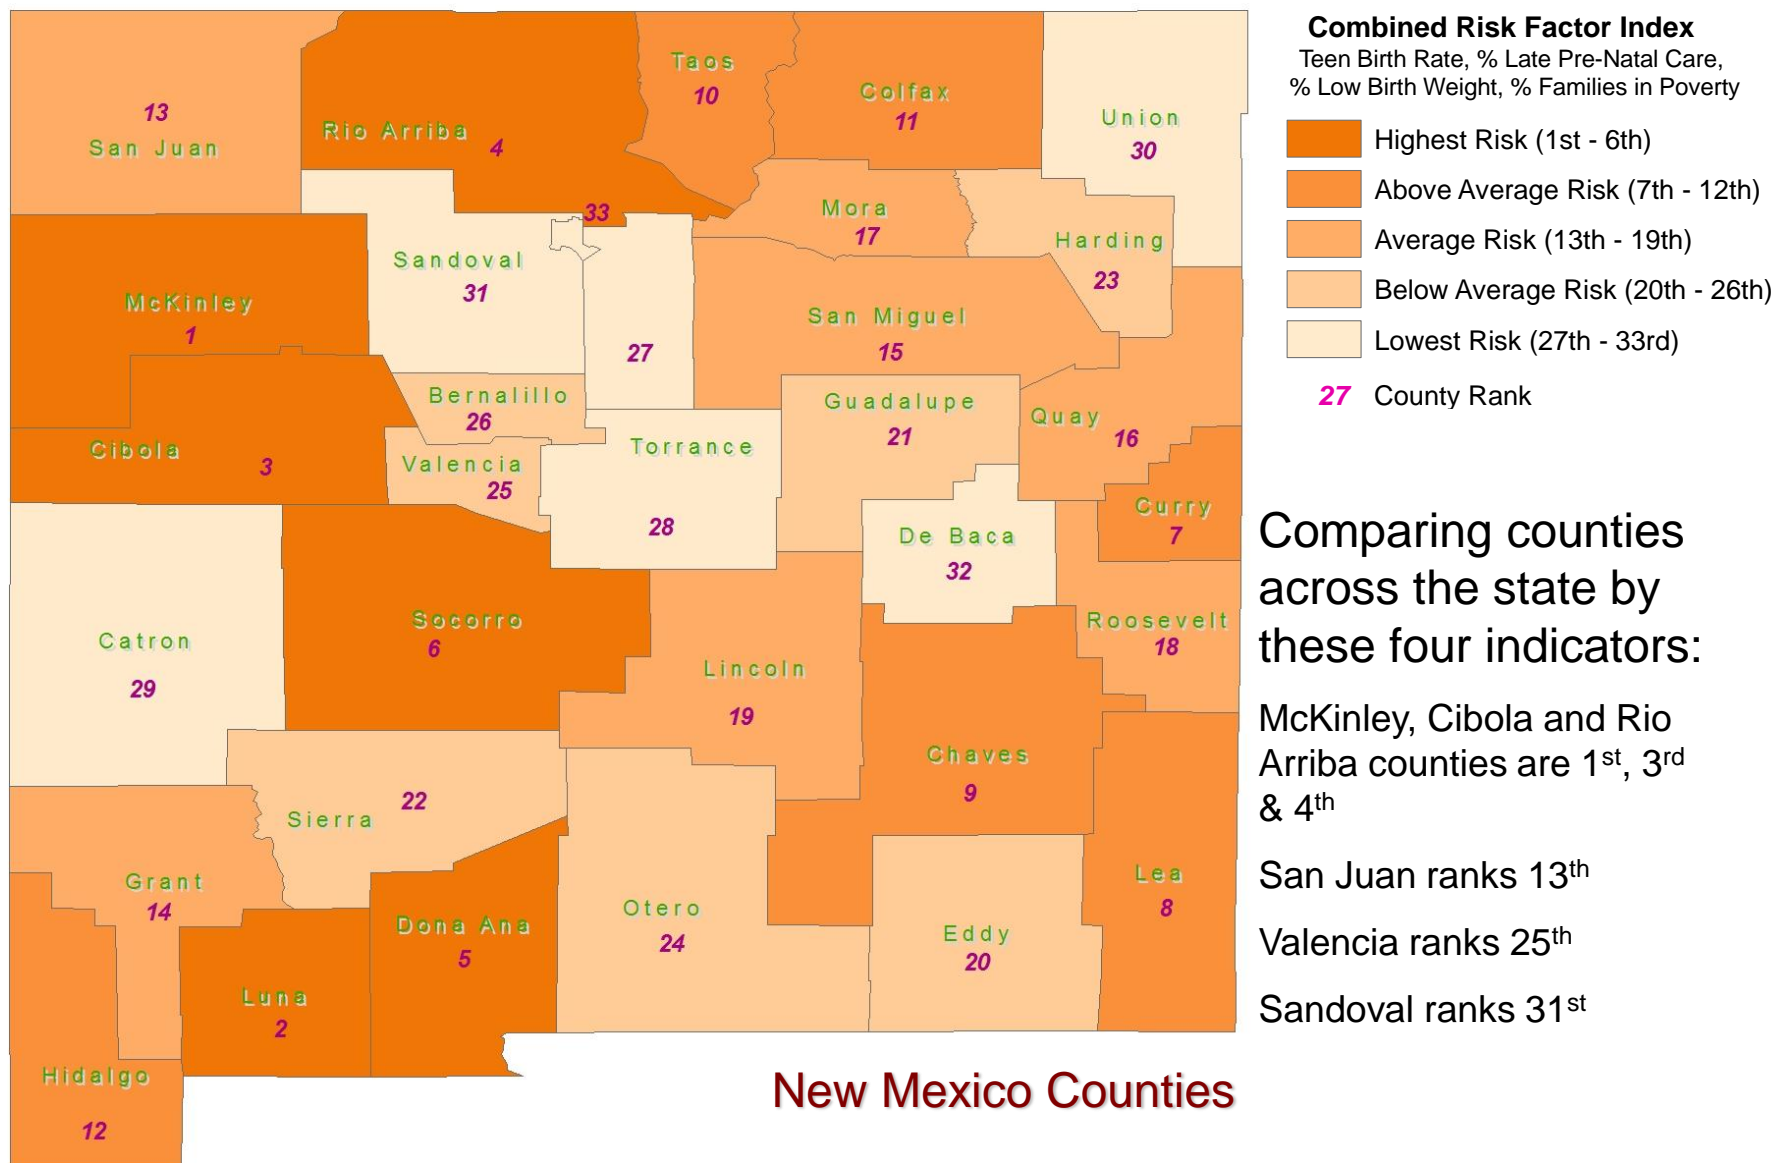 Combined Risk Factor Index
Teen Birth Rate, % Late Pre-Natal Care,
% Low Birth Weight, % Families in Poverty
Highest Risk (1st - 6th)
Above Average Risk (7th - 12th)
Average Risk (13th - 19th)
Below Average Risk (20th - 26th)
Lowest Risk (27th - 33rd)
27 County Rank
13
San Juan
Rio Arriba
4
Taos
10
Colfax
11
Union
30
33
Mora
17
Harding
23
Sandoval
31
McKinley
1
27
San Miguel
15
Bernalillo
26
Guadalupe
21
Quay
16
Cibola
3
Valencia
25
Torrance
28
Curry
7
De Baca
32
Catron
29
Socorro
6
Roosevelt
18
Lincoln
19
Chaves
9
Sierra
22
Grant
14
Dona Ana
5
Otero
24
Eddy
20
Lea
8
Luna
2
Hidalgo
12
Comparing counties
across the state by
these four indicators:
McKinley, Cibola and Rio
Arriba counties are 1st, 3rd
& 4th
San Juan ranks 13th
Valencia ranks 25th
Sandoval ranks 31st
New Mexico Counties